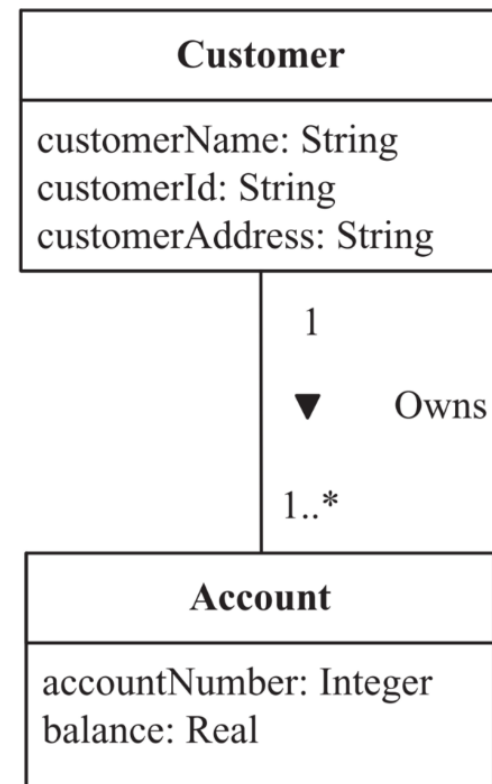 Customer
customerName: String
customerId: String
customerAddress: String
1
Owns
1..*
Account
accountNumber: Integer
balance: Real